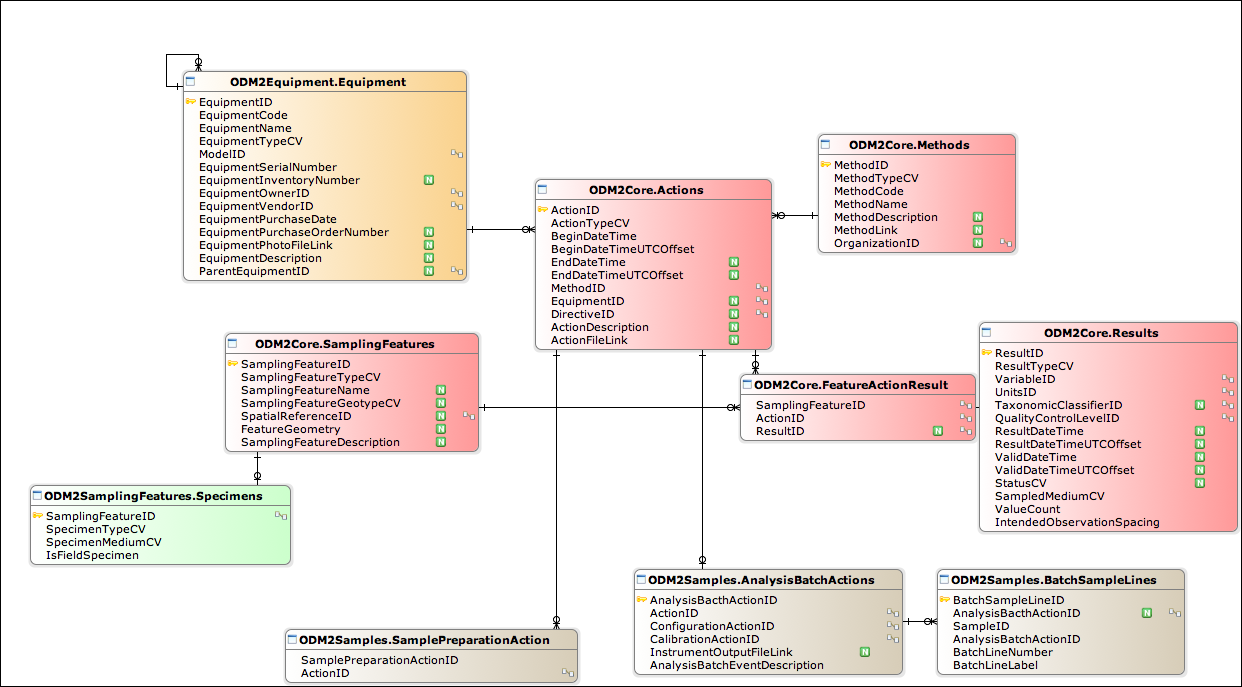 ODM2Equipment.Equipment
EquipmentID
EquipmentCode
EquipmentName
EquipmentTypeCV
ModelID
EquipmentSerialNumber
EquipmentInventoryNumber N
EquipmentOwnerID
EquipmentVendorID
EquipmentPurchaseDate
EquipmentPurchaseOrderNumber N
EquipmentPhotoFileLink N
EquipmentDescription N
ParentEquipmentID N
ODM2Core.Methods
MethodID
MethodTypeCV
MethodCode
MethodName
MethodDescription N
MethodLink N
OrganizationID N
ODM2Core.Actions
ActionID
ActionTypeCV
BeginDateTime
BeginDateTimeUTCOffset
EndDateTime N
EndDateTimeUTCOffset N
MethodID
EquipmentID N
DirectiveID N
ActionDescription N
ActionFileLink N
ODM2Core.SamplingFeatures
SamplingFeatureID
SamplingFeatureTypeCV
SamplingFeatureName N
SamplingFeatureGeotypeCV N
SpatialReferenceID N
FeatureGeometry N
SamplingFeatureDescription N
ODM2Core.FeatureActionResult
SamplingFeatureID
ActionID
ResultID N
ODM2Core.Results
ResultID
ResultTypeCV
VariableID
UnitsID
TaxonomicClassifierID N
QualityControlLevelID
ResultDateTime N
ResultDateTimeUTCOffset N
ValidDateTime N
ValidDateTimeUTCOffset N
StatusCV N
SampledMediumCV
ValueCount
IntendedObservationSpacing
ODM2SamplingFeatures.Specimens
SamplingFeatureID
SpecimenTypeCV
SpecimenMediumCV
IsFieldSpecimen
ODM2Samples.SamplePreparationAction
SamplePreparationActionID
ActionID
ODM2Samples.AnalysisBatchActions
AnalysisBacthActionID
ActionID
ConfigurationActionID
CalibrationActionID
InstrumentOutputFileLink N
AnalysisBatchEventDescription
ODM2Samples.BatchSampleLines
BatchSampleLineID
AnalysisBacthActionID N
SampleID
AnalysisBatchActionID
BatchLineNumber
BatchLineLabel